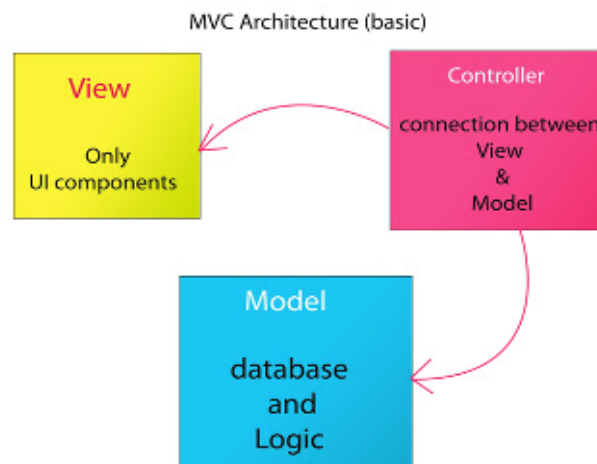 MVC Architecture (basic)
View
Only
UI components
Controller
connection between
View
&
Model
Model
database
and
Logic